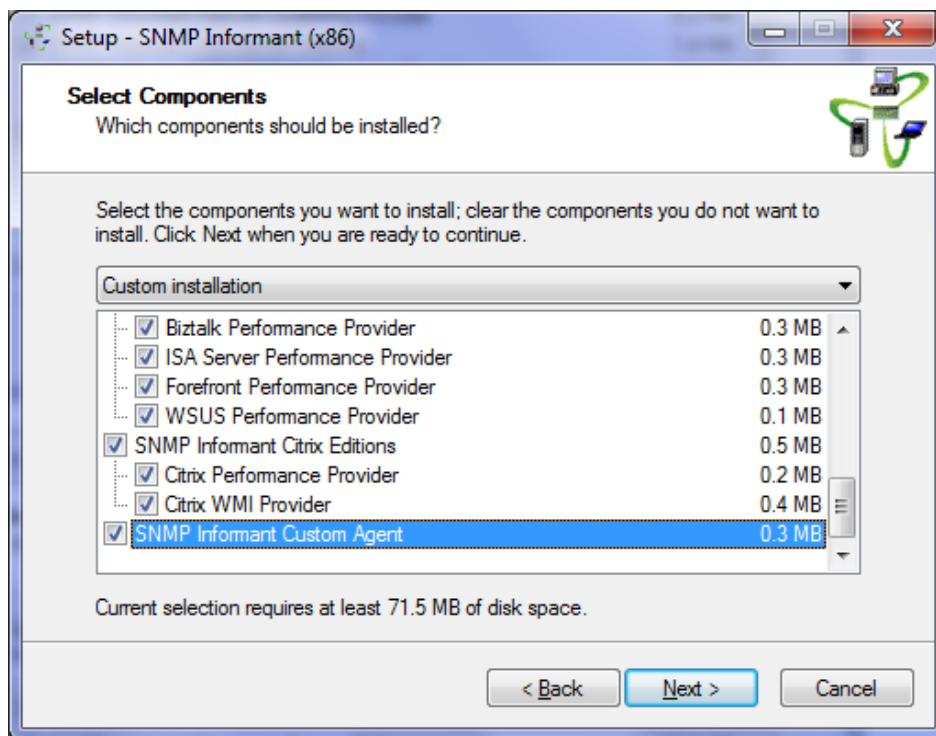 Setup - SNMP Informant (x86)
Select Components
Which components should be installed?
Select the components you want to install; clear the components you do not want to
install. Click Next when you are ready to continue.
Custom installation
Biztalk Performance Provider 0.3 MB
ISA Server Performance Provider 0.3 MB
Forefront Performance Provider 0.3 MB
WSUS Performance Provider 0.1 MB
SNMP Informant Citrix Editions 0.5 MB
Citrix Performance Provider 0.2 MB
Citrix WMI Provider 0.4 MB
SNMP Informant Custom Agent 0.3 MB
Current selection requires at least 71.5 MB of disk space.
< Back Next > Cancel